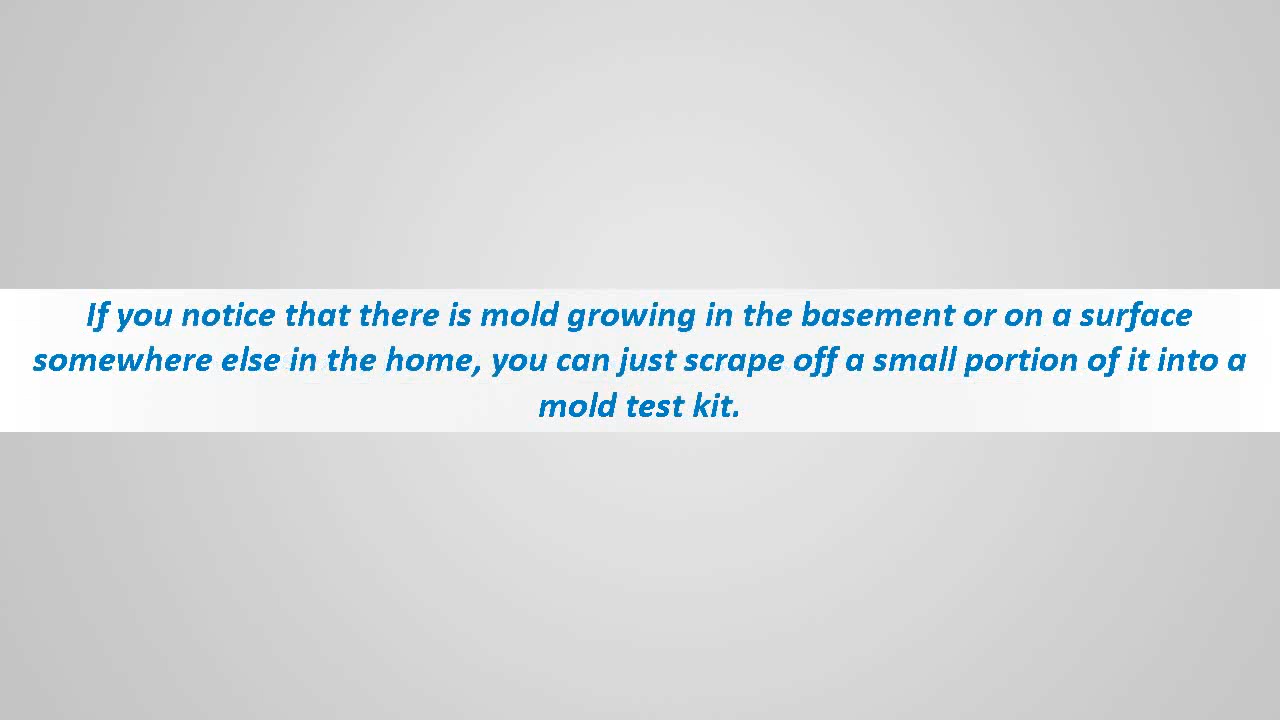 If you notice that there is mold growing in the basement or on a surface
somewhere else in the home, you can just scrape off a small portion of it into a
mold test kit.